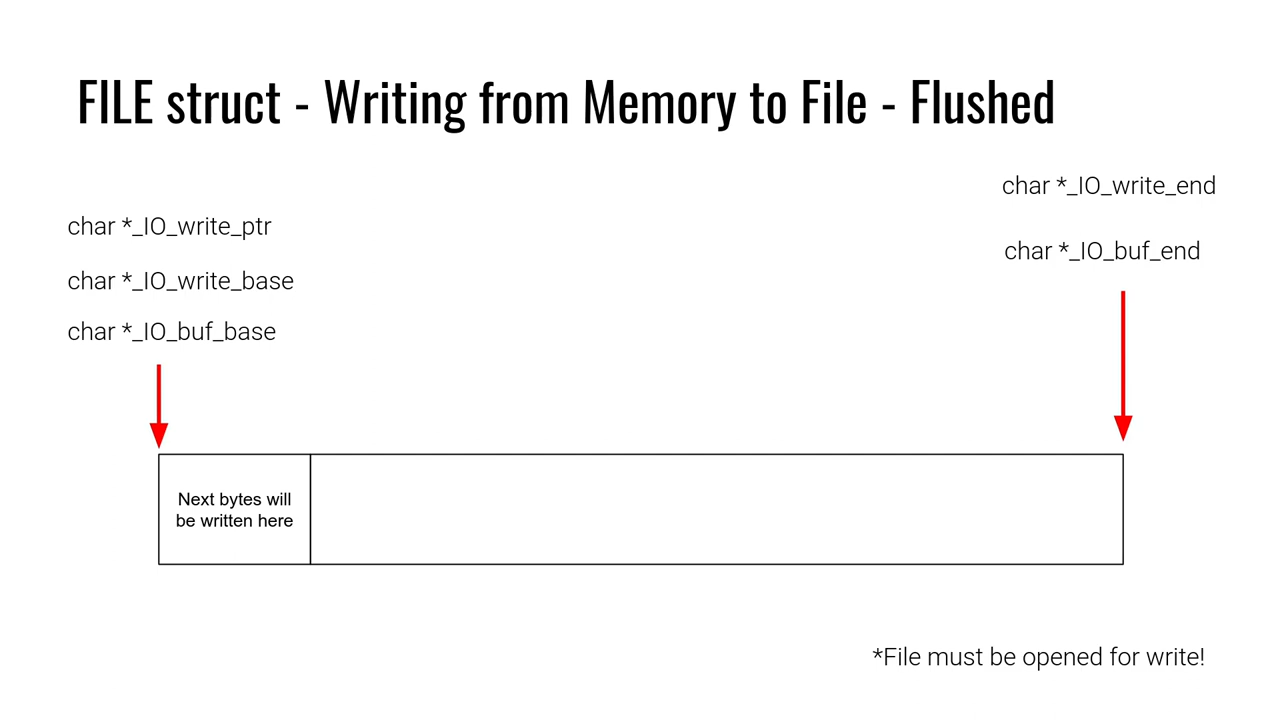 FILE struct - Writing from Memory to File - Flushed
char *_IO_write_end
char *_IO_write_ptr
char *_IO_buf_end
char *_IO_write_base
char *_IO_buf_base
Next bytes will
be written here
*File must be opened for write!